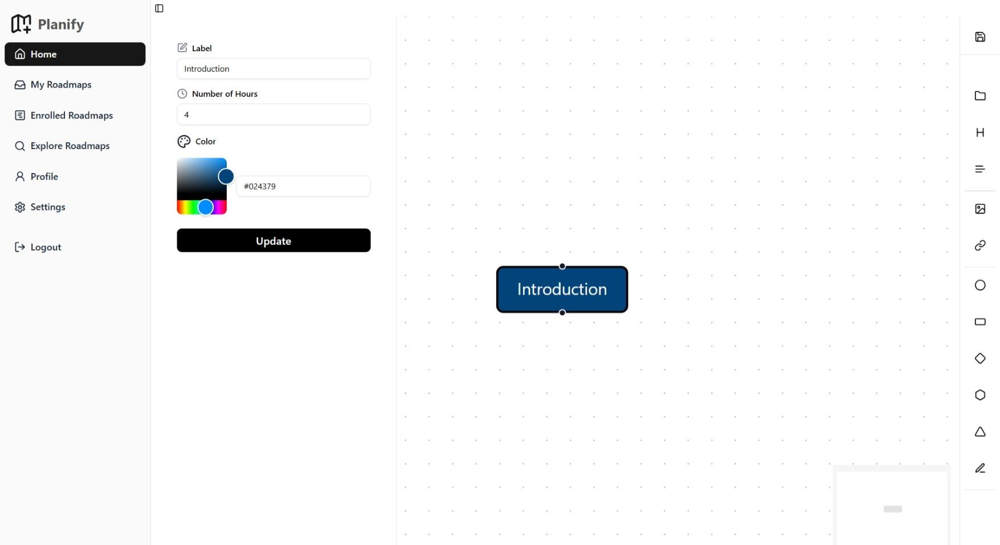 Planify
Home
My Roadmaps
Enrolled Roadmaps
Explore Roadmaps
Profile
Settings
Logout
Label
Introduction
Number of Hours
4
Color
#024379
Update
Introduction
H